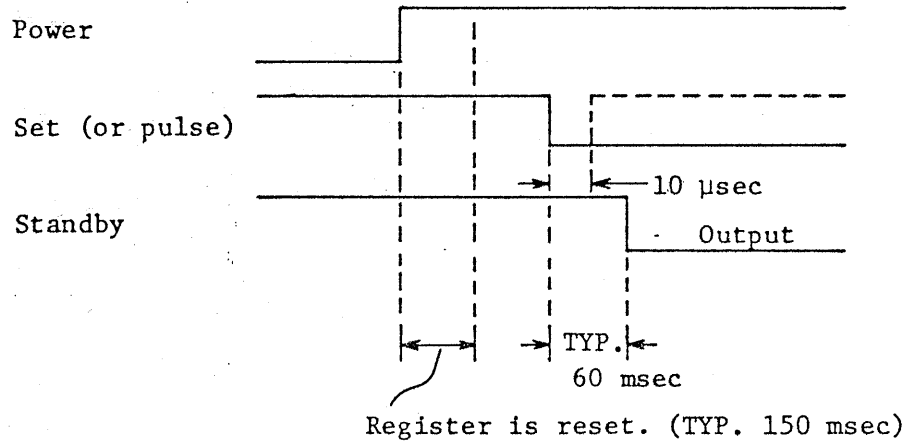 Power
Set (or pulse)
10 µsec
Standby
Output
TYP.
60 msec
Register is reset. (TYP. 150 msec)